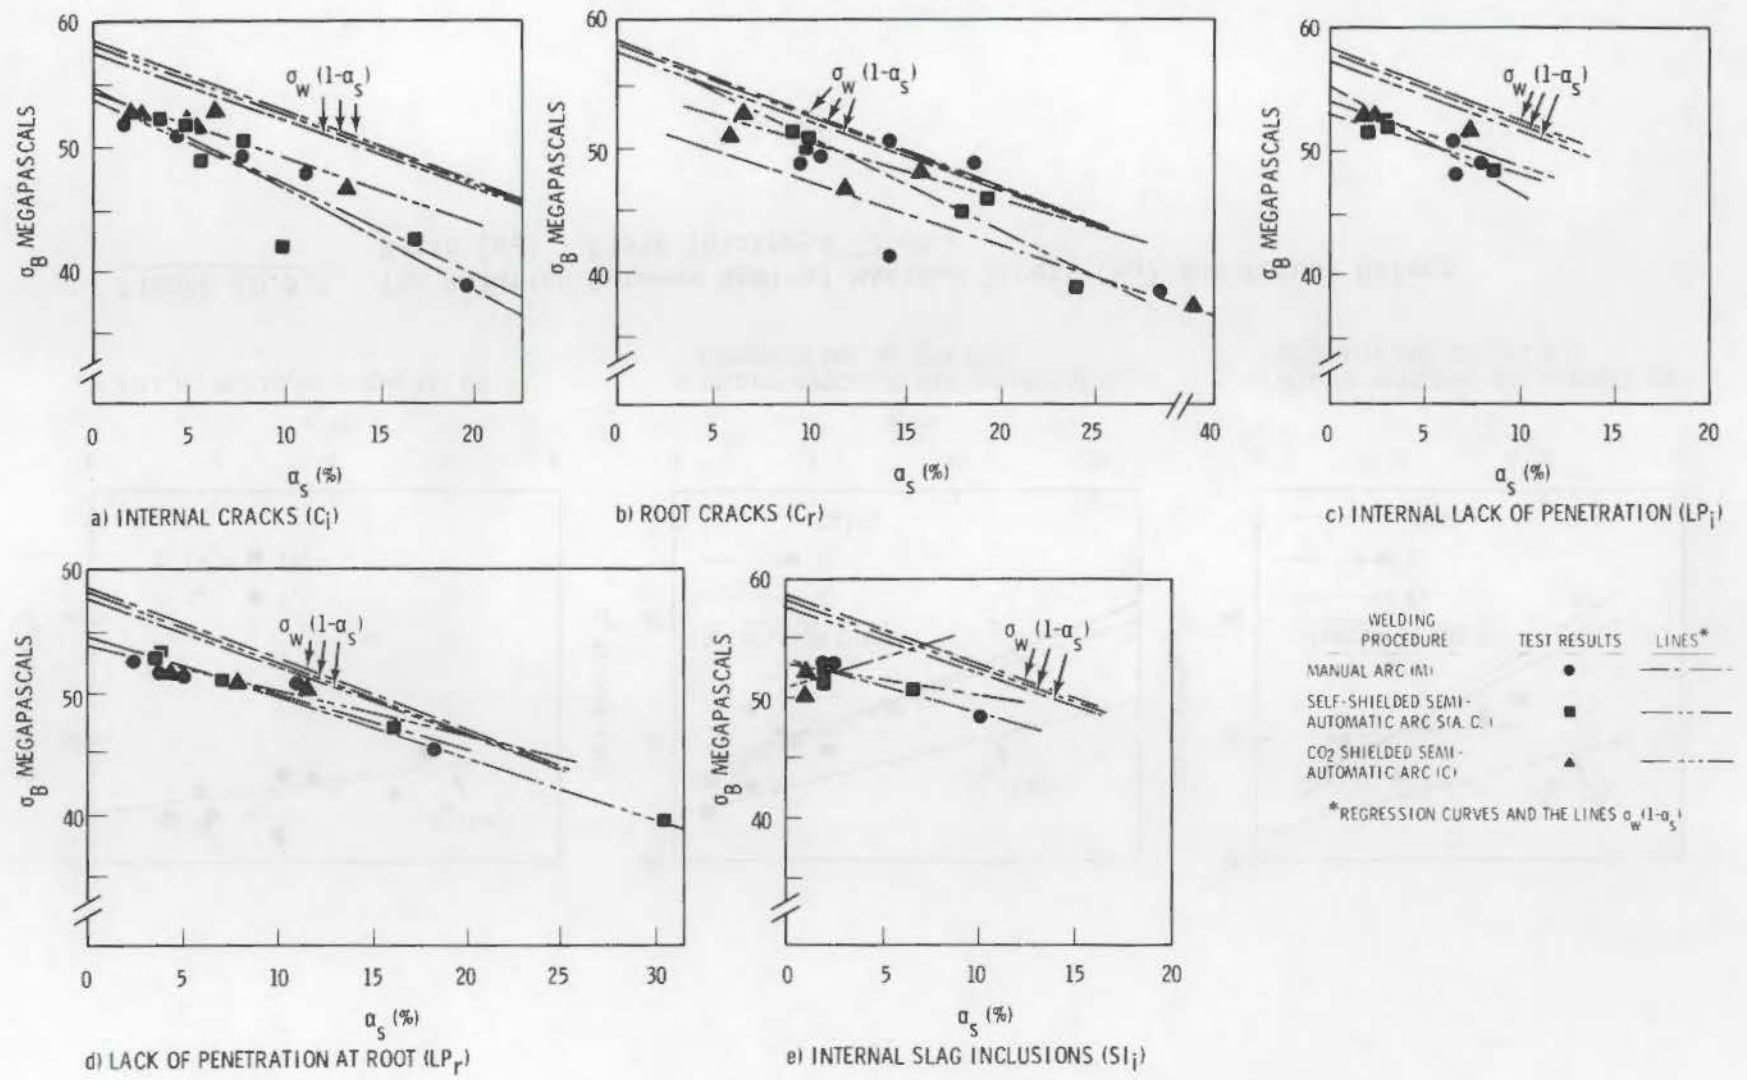 60
50
40
σB MEGAPASCALS
σw (1-αs)
0 5 10 15 20
αs (%)
a) INTERNAL CRACKS (Ci)
60
50
40
σB MEGAPASCALS
σw (1-αs)
0 5 10 15 20 25 40
αs (%)
b) ROOT CRACKS (Cr)
60
50
40
σB MEGAPASCALS
σw (1-αs)
0 5 10 15 20
αs (%)
c) INTERNAL LACK OF PENETRATION (LPi)
60
50
40
σB MEGAPASCALS
σw (1-αs)
0 5 10 15 20 25 30
αs (%)
d) LACK OF PENETRATION AT ROOT (LPr)
60
50
40
σB MEGAPASCALS
σw (1-αs)
0 5 10 15 20
αs (%)
e) INTERNAL SLAG INCLUSIONS (SIi)
WELDING
PROCEDURE TEST RESULTS LINES*
MANUAL ARC (M)
SELF-SHIELDED SEMI-
AUTOMATIC ARC S(A. C.)
CO2 SHIELDED SEMI-
AUTOMATIC ARC (C)
*REGRESSION CURVES AND THE LINES σw(1-αs)